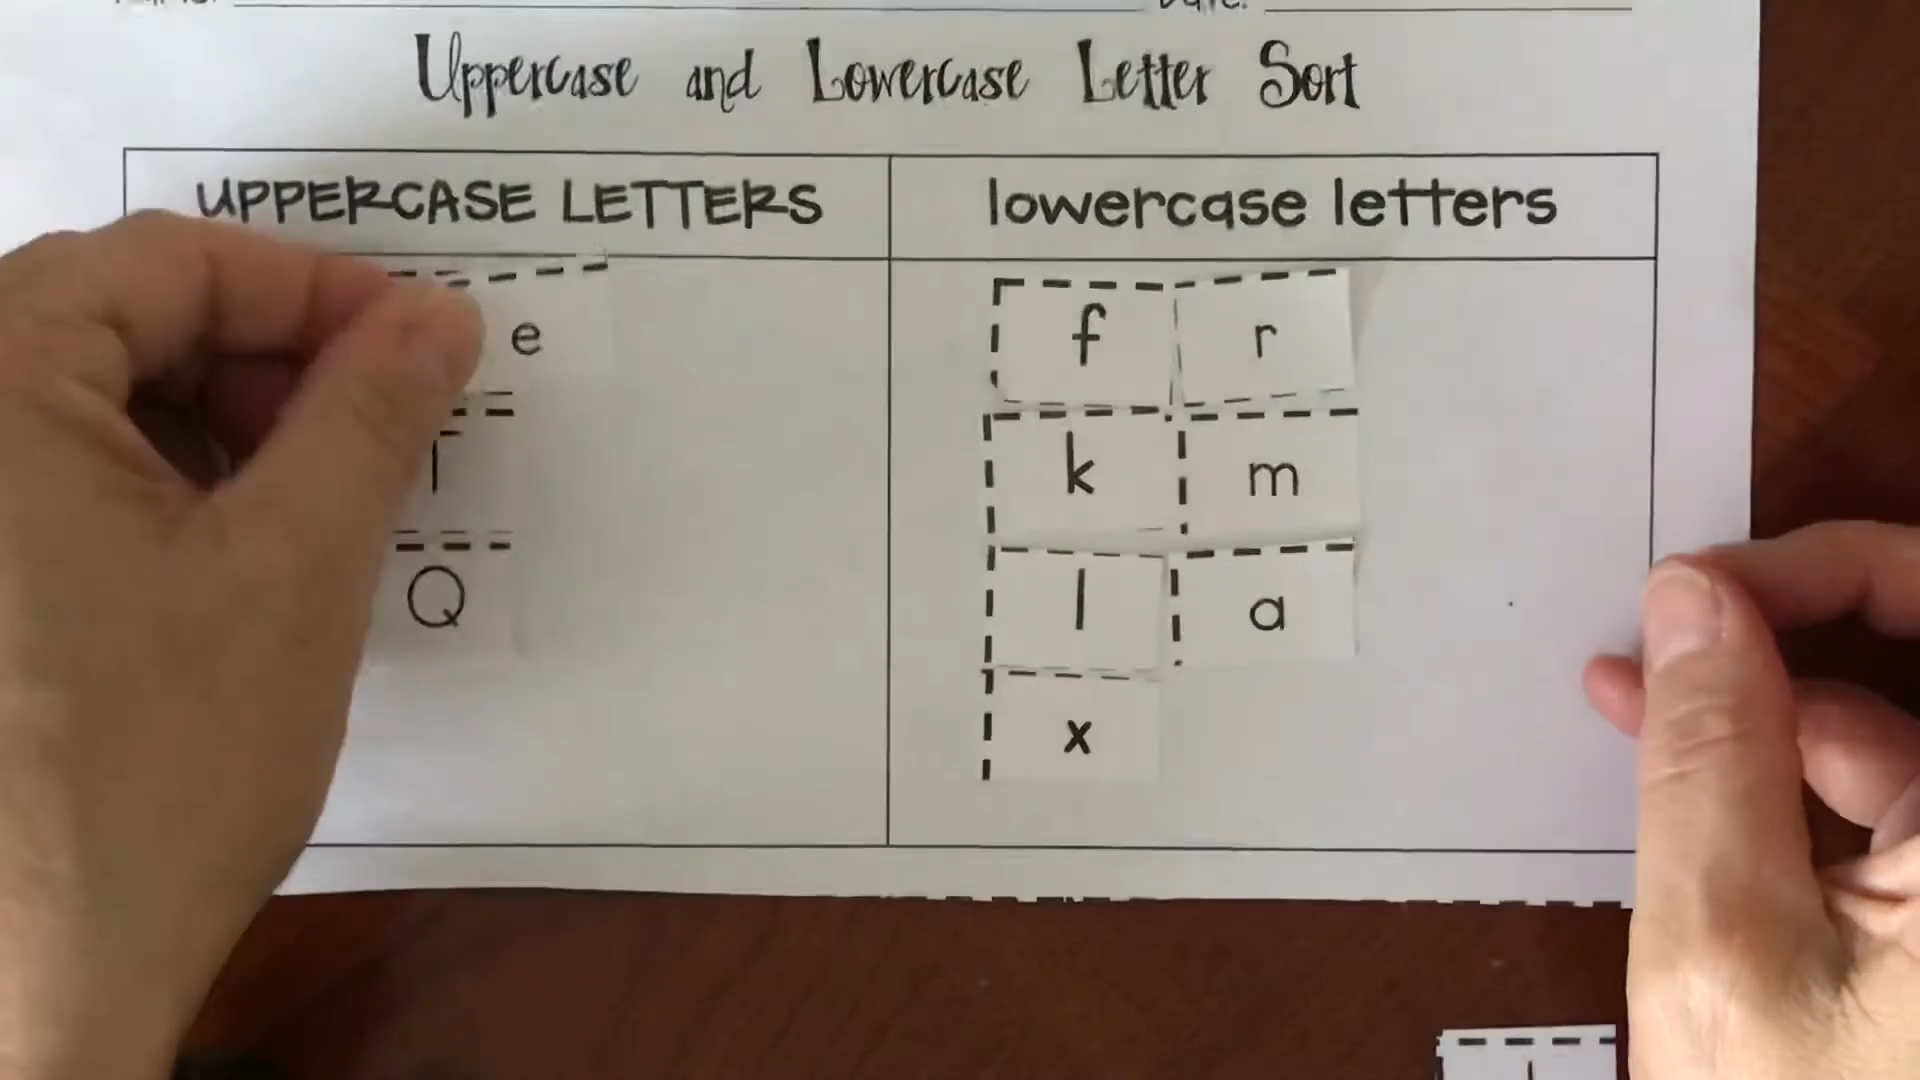 Uppercase and Lowercase Letter Sort
UPPERCASE LETTERS lowercase letters
e f r
T k m
Q l a
x